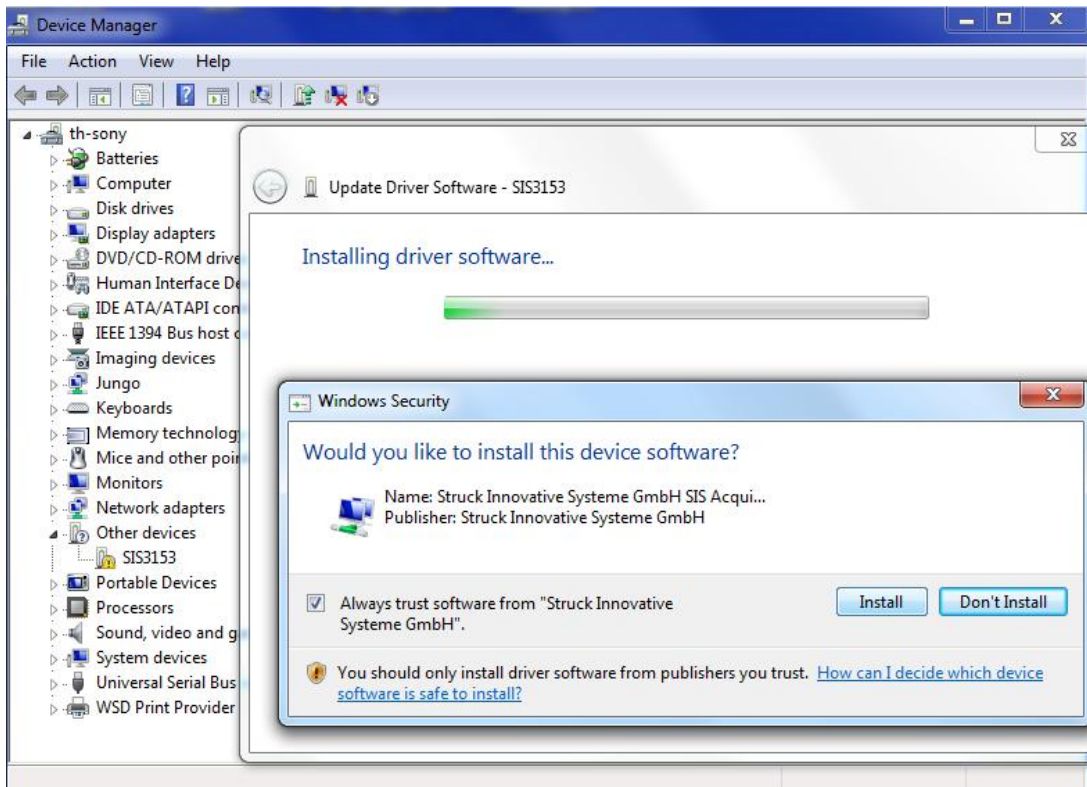 Device Manager
File Action View Help
th-sony
Batteries
Computer
Disk drives
Display adapters
DVD/CD-ROM drive
Human Interface De
IDE ATA/ATAPI con
IEEE 1394 Bus host c
Imaging devices
Jungo
Keyboards
Memory technolog
Mice and other poin
Monitors
Network adapters
Other devices
SIS3153
Portable Devices
Processors
Sound, video and g
System devices
Universal Serial Bus
WSD Print Provider
Update Driver Software - SIS3153
Installing driver software...
Windows Security
Would you like to install this device software?
Name: Struck Innovative Systeme GmbH SIS Acqui...
Publisher: Struck Innovative Systeme GmbH
Always trust software from "Struck Innovative
Systeme GmbH".
Install Don't Install
You should only install driver software from publishers you trust. How can I decide which device
software is safe to install?